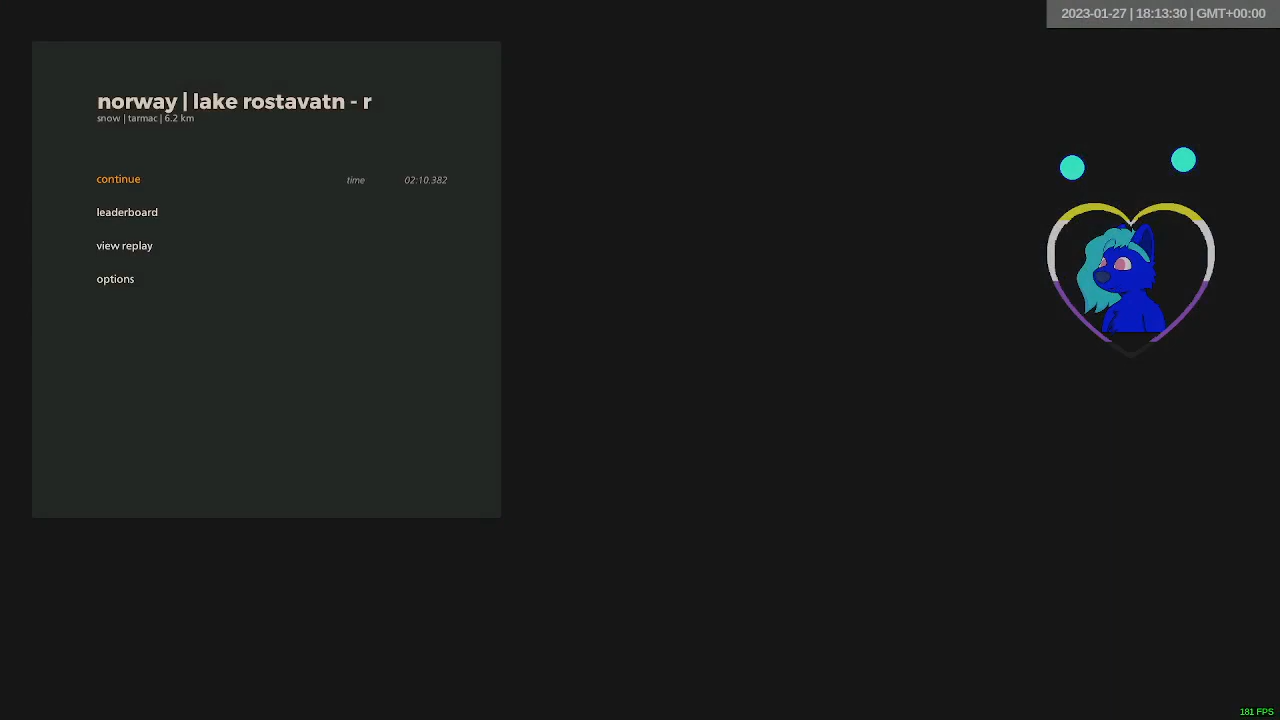 2023-01-27 | 18:13:30 | GMT+00:00
norway | lake rostavatn - r
snow | tarmac | 6.2 km
continue time 02:10.382
leaderboard
view replay
options
181 FPS